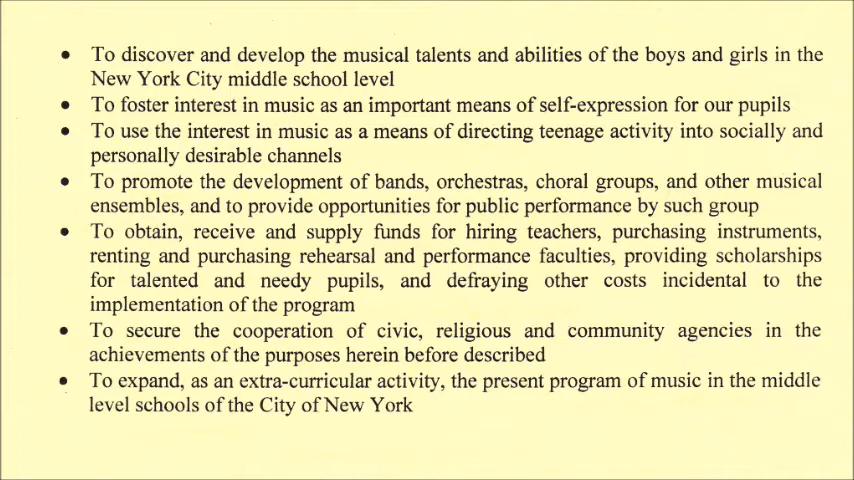 • To discover and develop the musical talents and abilities of the boys and girls in the
New York City middle school level
• To foster interest in music as an important means of self-expression for our pupils
• To use the interest in music as a means of directing teenage activity into socially and
personally desirable channels
• To promote the development of bands, orchestras, choral groups, and other musical
ensembles, and to provide opportunities for public performance by such group
• To obtain, receive and supply funds for hiring teachers, purchasing instruments,
renting and purchasing rehearsal and performance faculties, providing scholarships
for talented and needy pupils, and defraying other costs incidental to the
implementation of the program
• To secure the cooperation of civic, religious and community agencies in the
achievements of the purposes herein before described
• To expand, as an extra-curricular activity, the present program of music in the middle
level schools of the City of New York